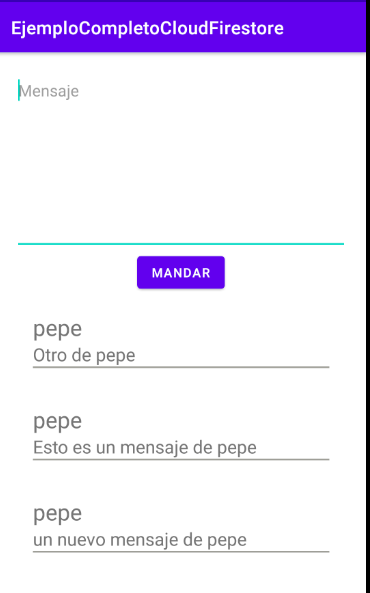 EjemploCompletoCloudFirestore
Mensaje
MANDAR
pepe
Otro de pepe
pepe
Esto es un mensaje de pepe
pepe
un nuevo mensaje de pepe